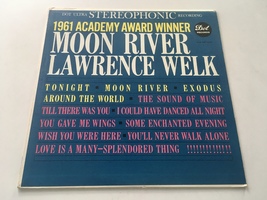 STEREOPHONIC
RECORDING
1961 ACADEMY AWARD WINNER
Dot
MOON RIVER
LAWRENCE WELK
TONIGHT • MOON RIVER • EXODUS
AROUND THE WORLD • THE SOUND OF MUSIC
TILL THERE WAS YOU • I COULD HAVE DANCED ALL NIGHT
YOU GAVE ME WINGS • SOME ENCHANTED EVENING
WISH YOU WERE HERE • YOU'LL NEVER WALK ALONE
LOVE IS A MANY-SPLENDORED THING !!!!!!!!!!!!!